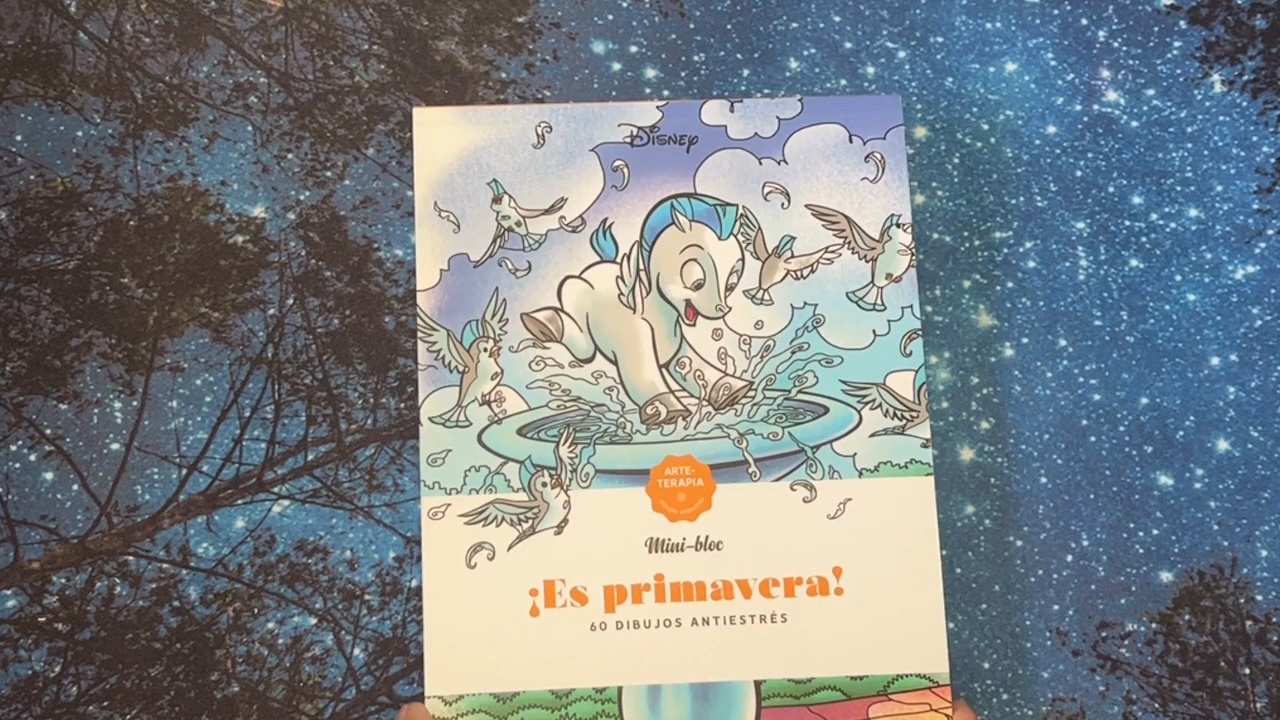 Disney
ARTE-
TERAPIA
Mini-bloc
¡Es primavera!
60 DIBUJOS ANTIESTRÉS